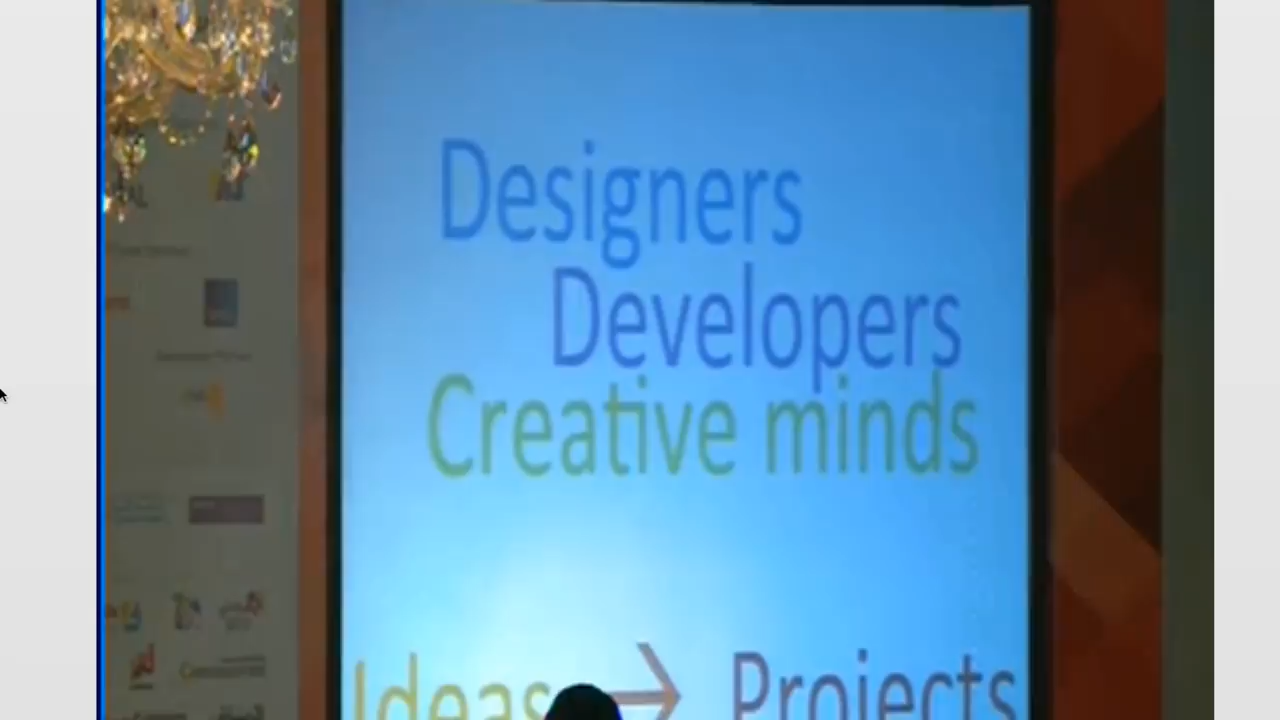 Designers
Developers
Creative minds
Ideas → Projects